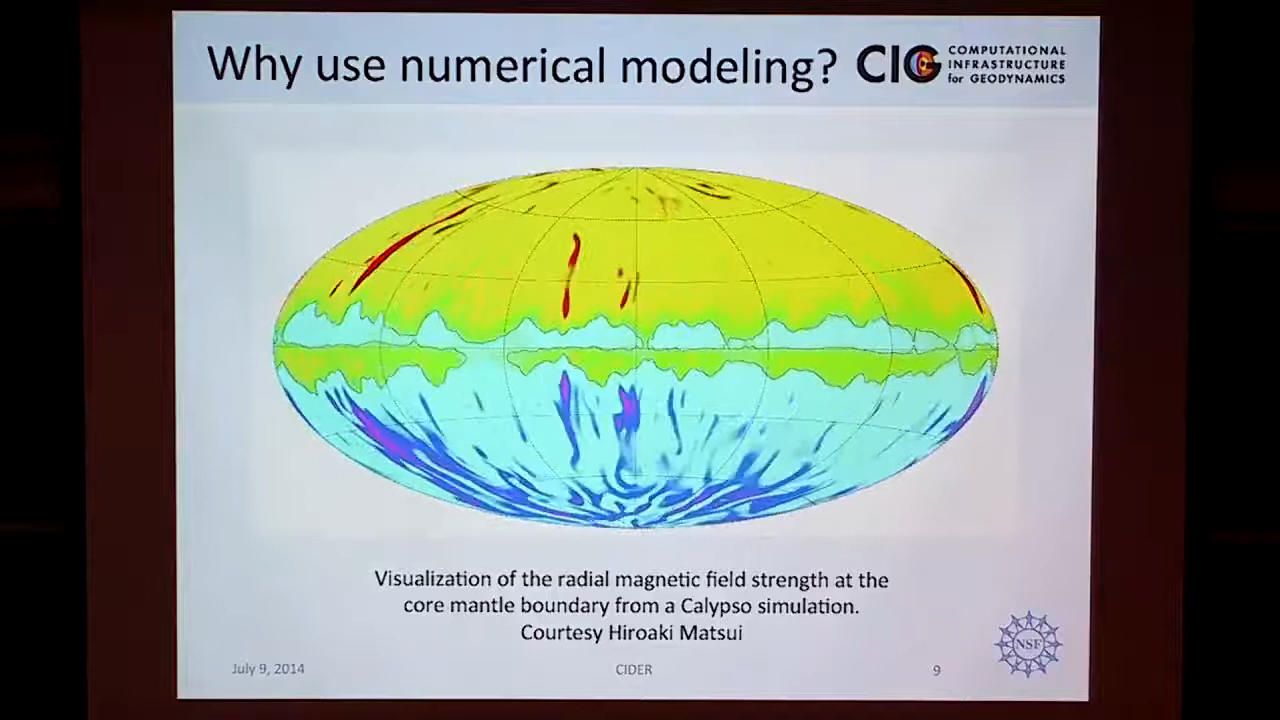 Why use numerical modeling?
CIG
COMPUTATIONAL
INFRASTRUCTURE
for GEODYNAMICS
Visualization of the radial magnetic field strength at the
core mantle boundary from a Calypso simulation.
Courtesy Hiroaki Matsui
NSF
July 9, 2014
CIDER
9